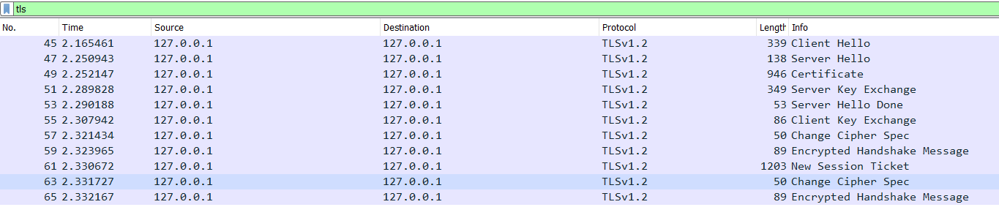 tls
No. Time Source Destination Protocol Length Info
45 2.165461 127.0.0.1 127.0.0.1 TLSv1.2 339 Client Hello
47 2.250943 127.0.0.1 127.0.0.1 TLSv1.2 138 Server Hello
49 2.252147 127.0.0.1 127.0.0.1 TLSv1.2 946 Certificate
51 2.289828 127.0.0.1 127.0.0.1 TLSv1.2 349 Server Key Exchange
53 2.290188 127.0.0.1 127.0.0.1 TLSv1.2 53 Server Hello Done
55 2.307942 127.0.0.1 127.0.0.1 TLSv1.2 86 Client Key Exchange
57 2.321434 127.0.0.1 127.0.0.1 TLSv1.2 50 Change Cipher Spec
59 2.323965 127.0.0.1 127.0.0.1 TLSv1.2 89 Encrypted Handshake Message
61 2.330672 127.0.0.1 127.0.0.1 TLSv1.2 1203 New Session Ticket
63 2.331727 127.0.0.1 127.0.0.1 TLSv1.2 50 Change Cipher Spec
65 2.332167 127.0.0.1 127.0.0.1 TLSv1.2 89 Encrypted Handshake Message